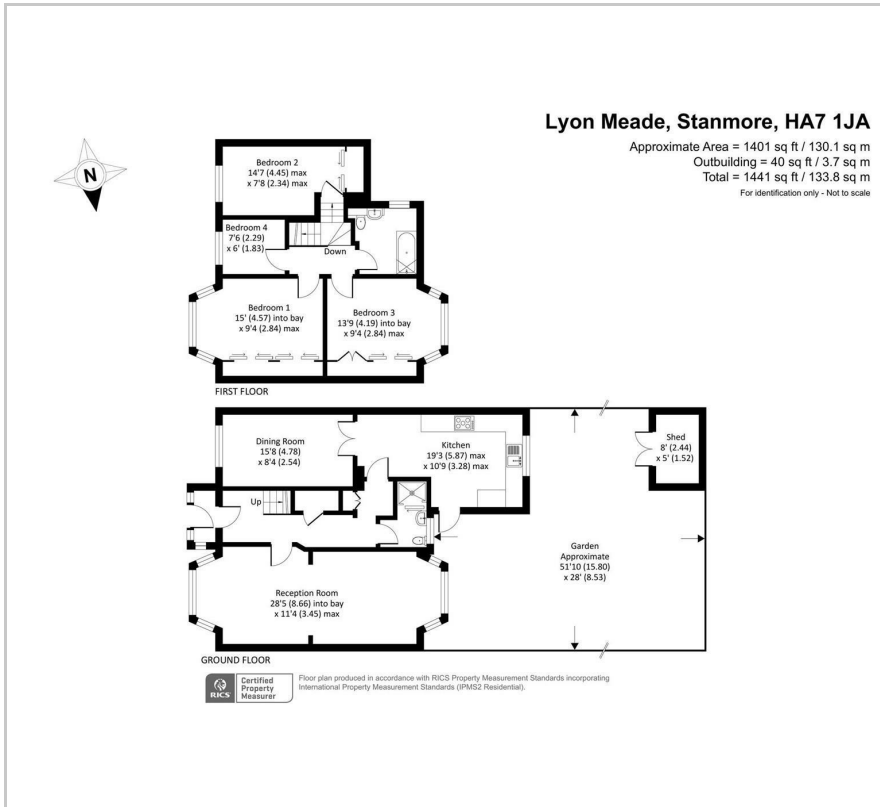 Lyon Meade, Stanmore, HA7 1JA
Approximate Area = 1401 sq ft / 130.1 sq m
Outbuilding = 40 sq ft / 3.7 sq m
Total = 1441 sq ft / 133.8 sq m
For identification only - Not to scale
N
Bedroom 2
14'7 (4.45) max
x 7'8 (2.34) max
Bedroom 4
7'6 (2.29)
x 6' (1.83)
Down
Bedroom 1
15' (4.57) into bay
x 9'4 (2.84) max
Bedroom 3
13'9 (4.19) into bay
x 9'4 (2.84) max
FIRST FLOOR
Dining Room
15'8 (4.78)
x 8'4 (2.54)
Kitchen
19'3 (5.87) max
x 10'9 (3.28) max
Shed
8' (2.44)
x 5' (1.52)
Up
Garden
Approximate
51'10 (15.80)
x 28' (8.53)
Reception Room
28'5 (8.66) into bay
x 11'4 (3.45) max
GROUND FLOOR
RICS
Certified
Property
Measurer
Floor plan produced in accordance with RICS Property Measurement Standards incorporating
International Property Measurement Standards (IPMS2 Residential).